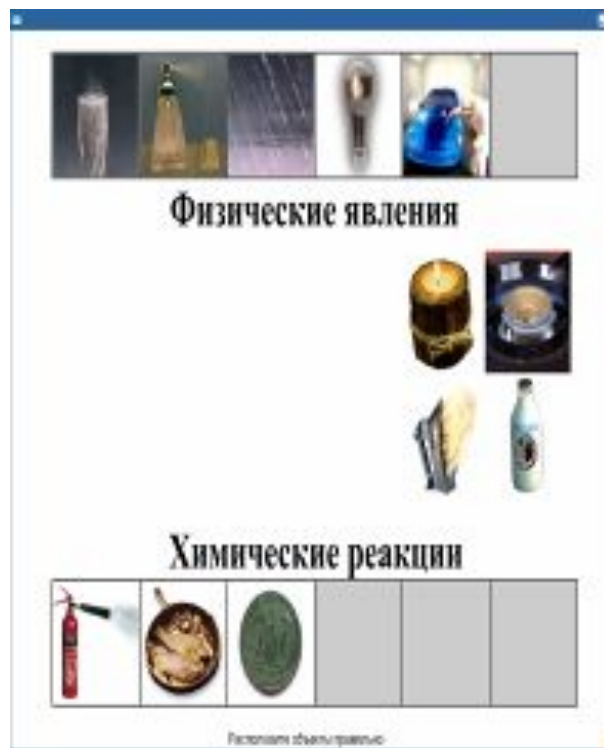 Физические явления
Химические реакции
Расположите объекты правильно